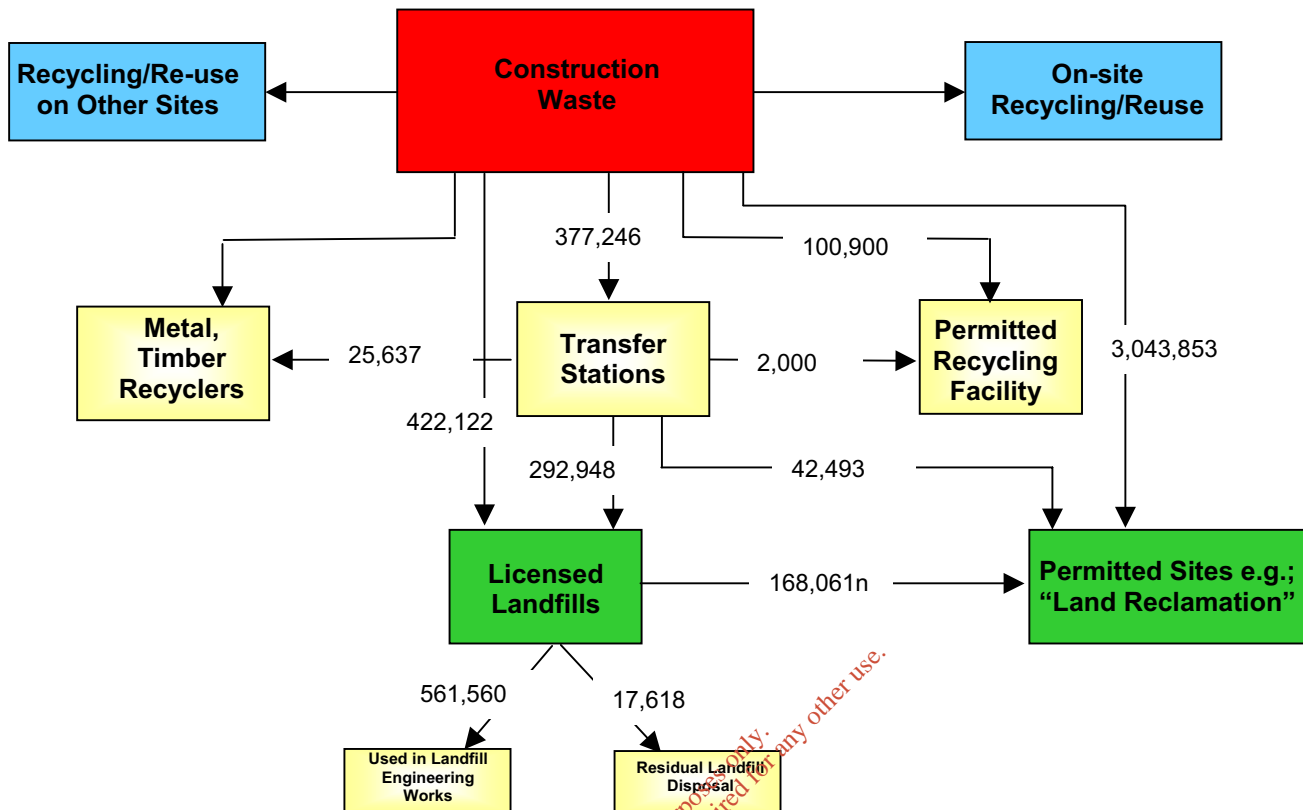 Recycling/Re-use
on Other Sites
Construction
Waste
On-site
Recycling/Reuse
377,246
100,900
Metal,
Timber
Recyclers
25,637
Transfer
Stations
2,000
Permitted
Recycling
Facility
3,043,853
422,122
292,948
42,493
Licensed
Landfills
168,061n
Permitted Sites e.g.;
“Land Reclamation”
561,560
17,618
Used in Landfill
Engineering
Works
Residual Landfill
Disposal
only.
for any other use.